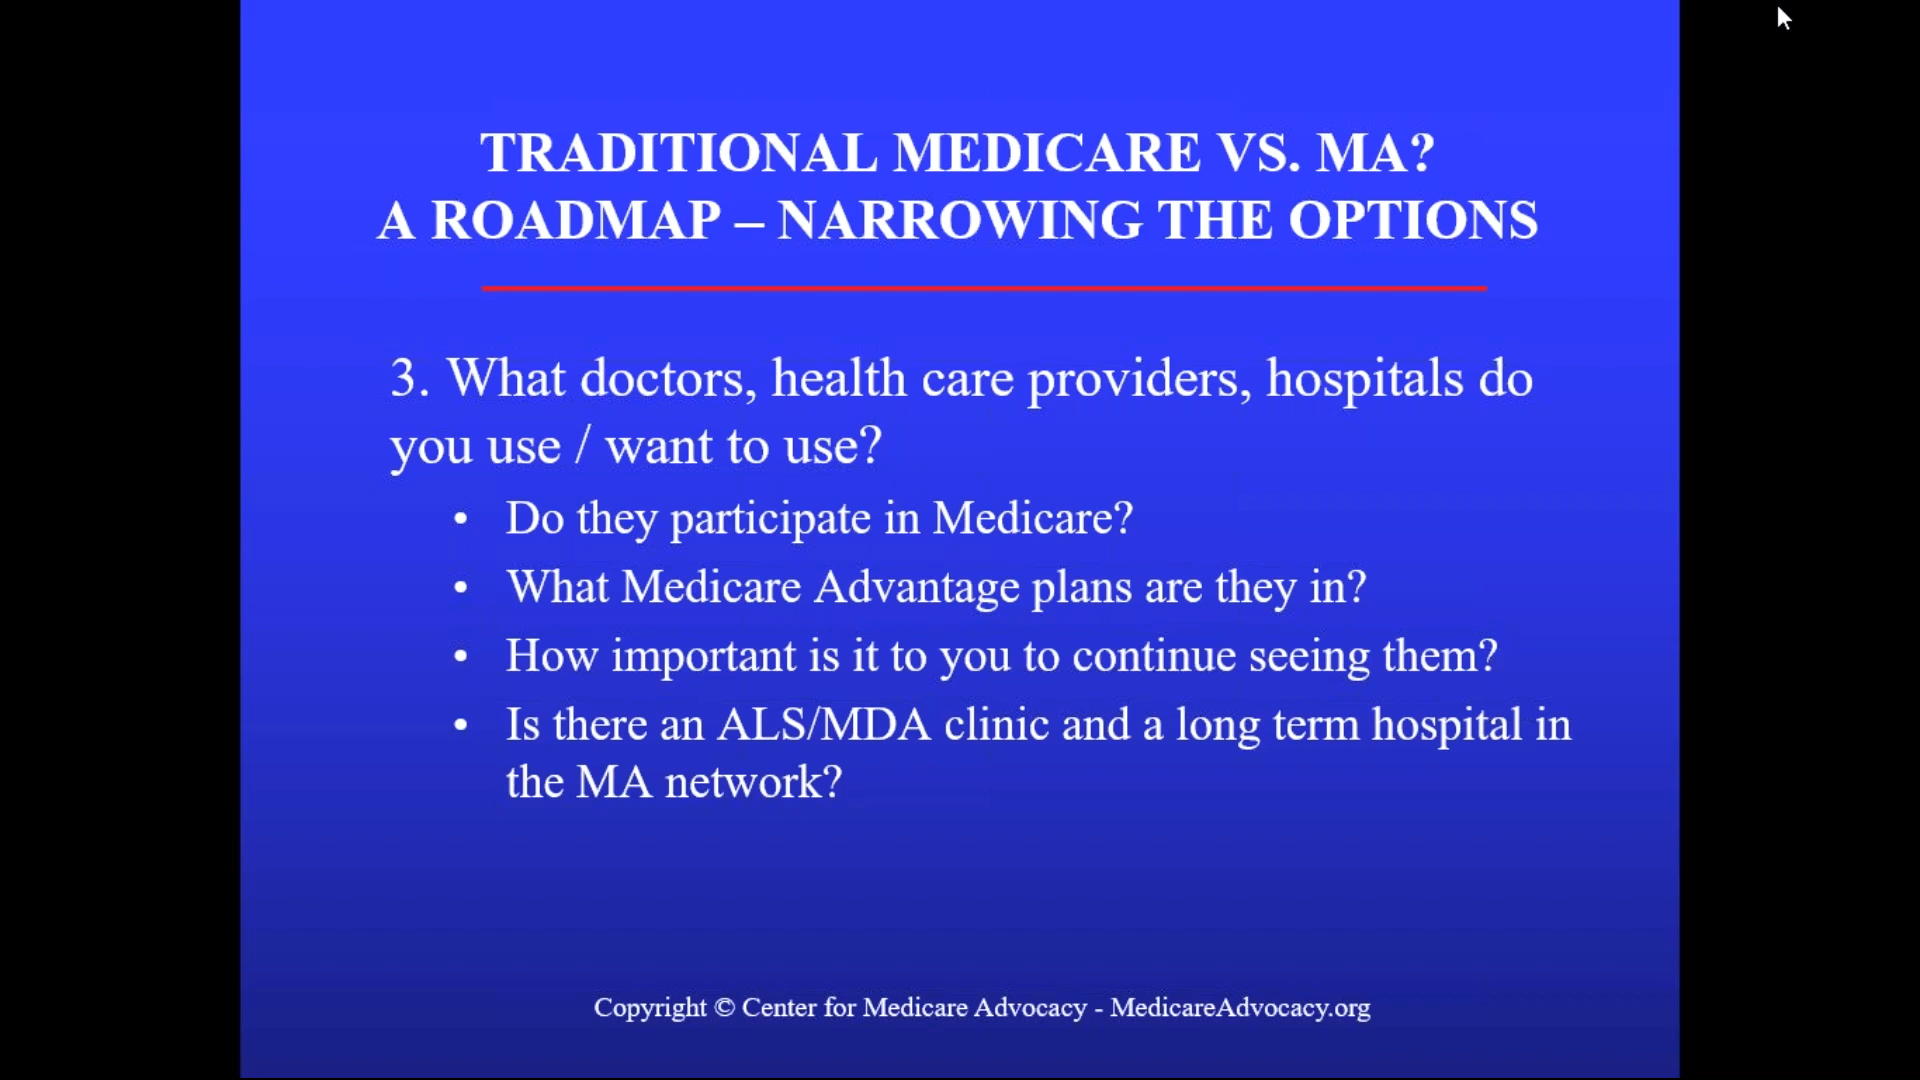 TRADITIONAL MEDICARE VS. MA?
A ROADMAP – NARROWING THE OPTIONS
3. What doctors, health care providers, hospitals do
you use / want to use?
• Do they participate in Medicare?
• What Medicare Advantage plans are they in?
• How important is it to you to continue seeing them?
• Is there an ALS/MDA clinic and a long term hospital in
the MA network?
Copyright © Center for Medicare Advocacy - MedicareAdvocacy.org